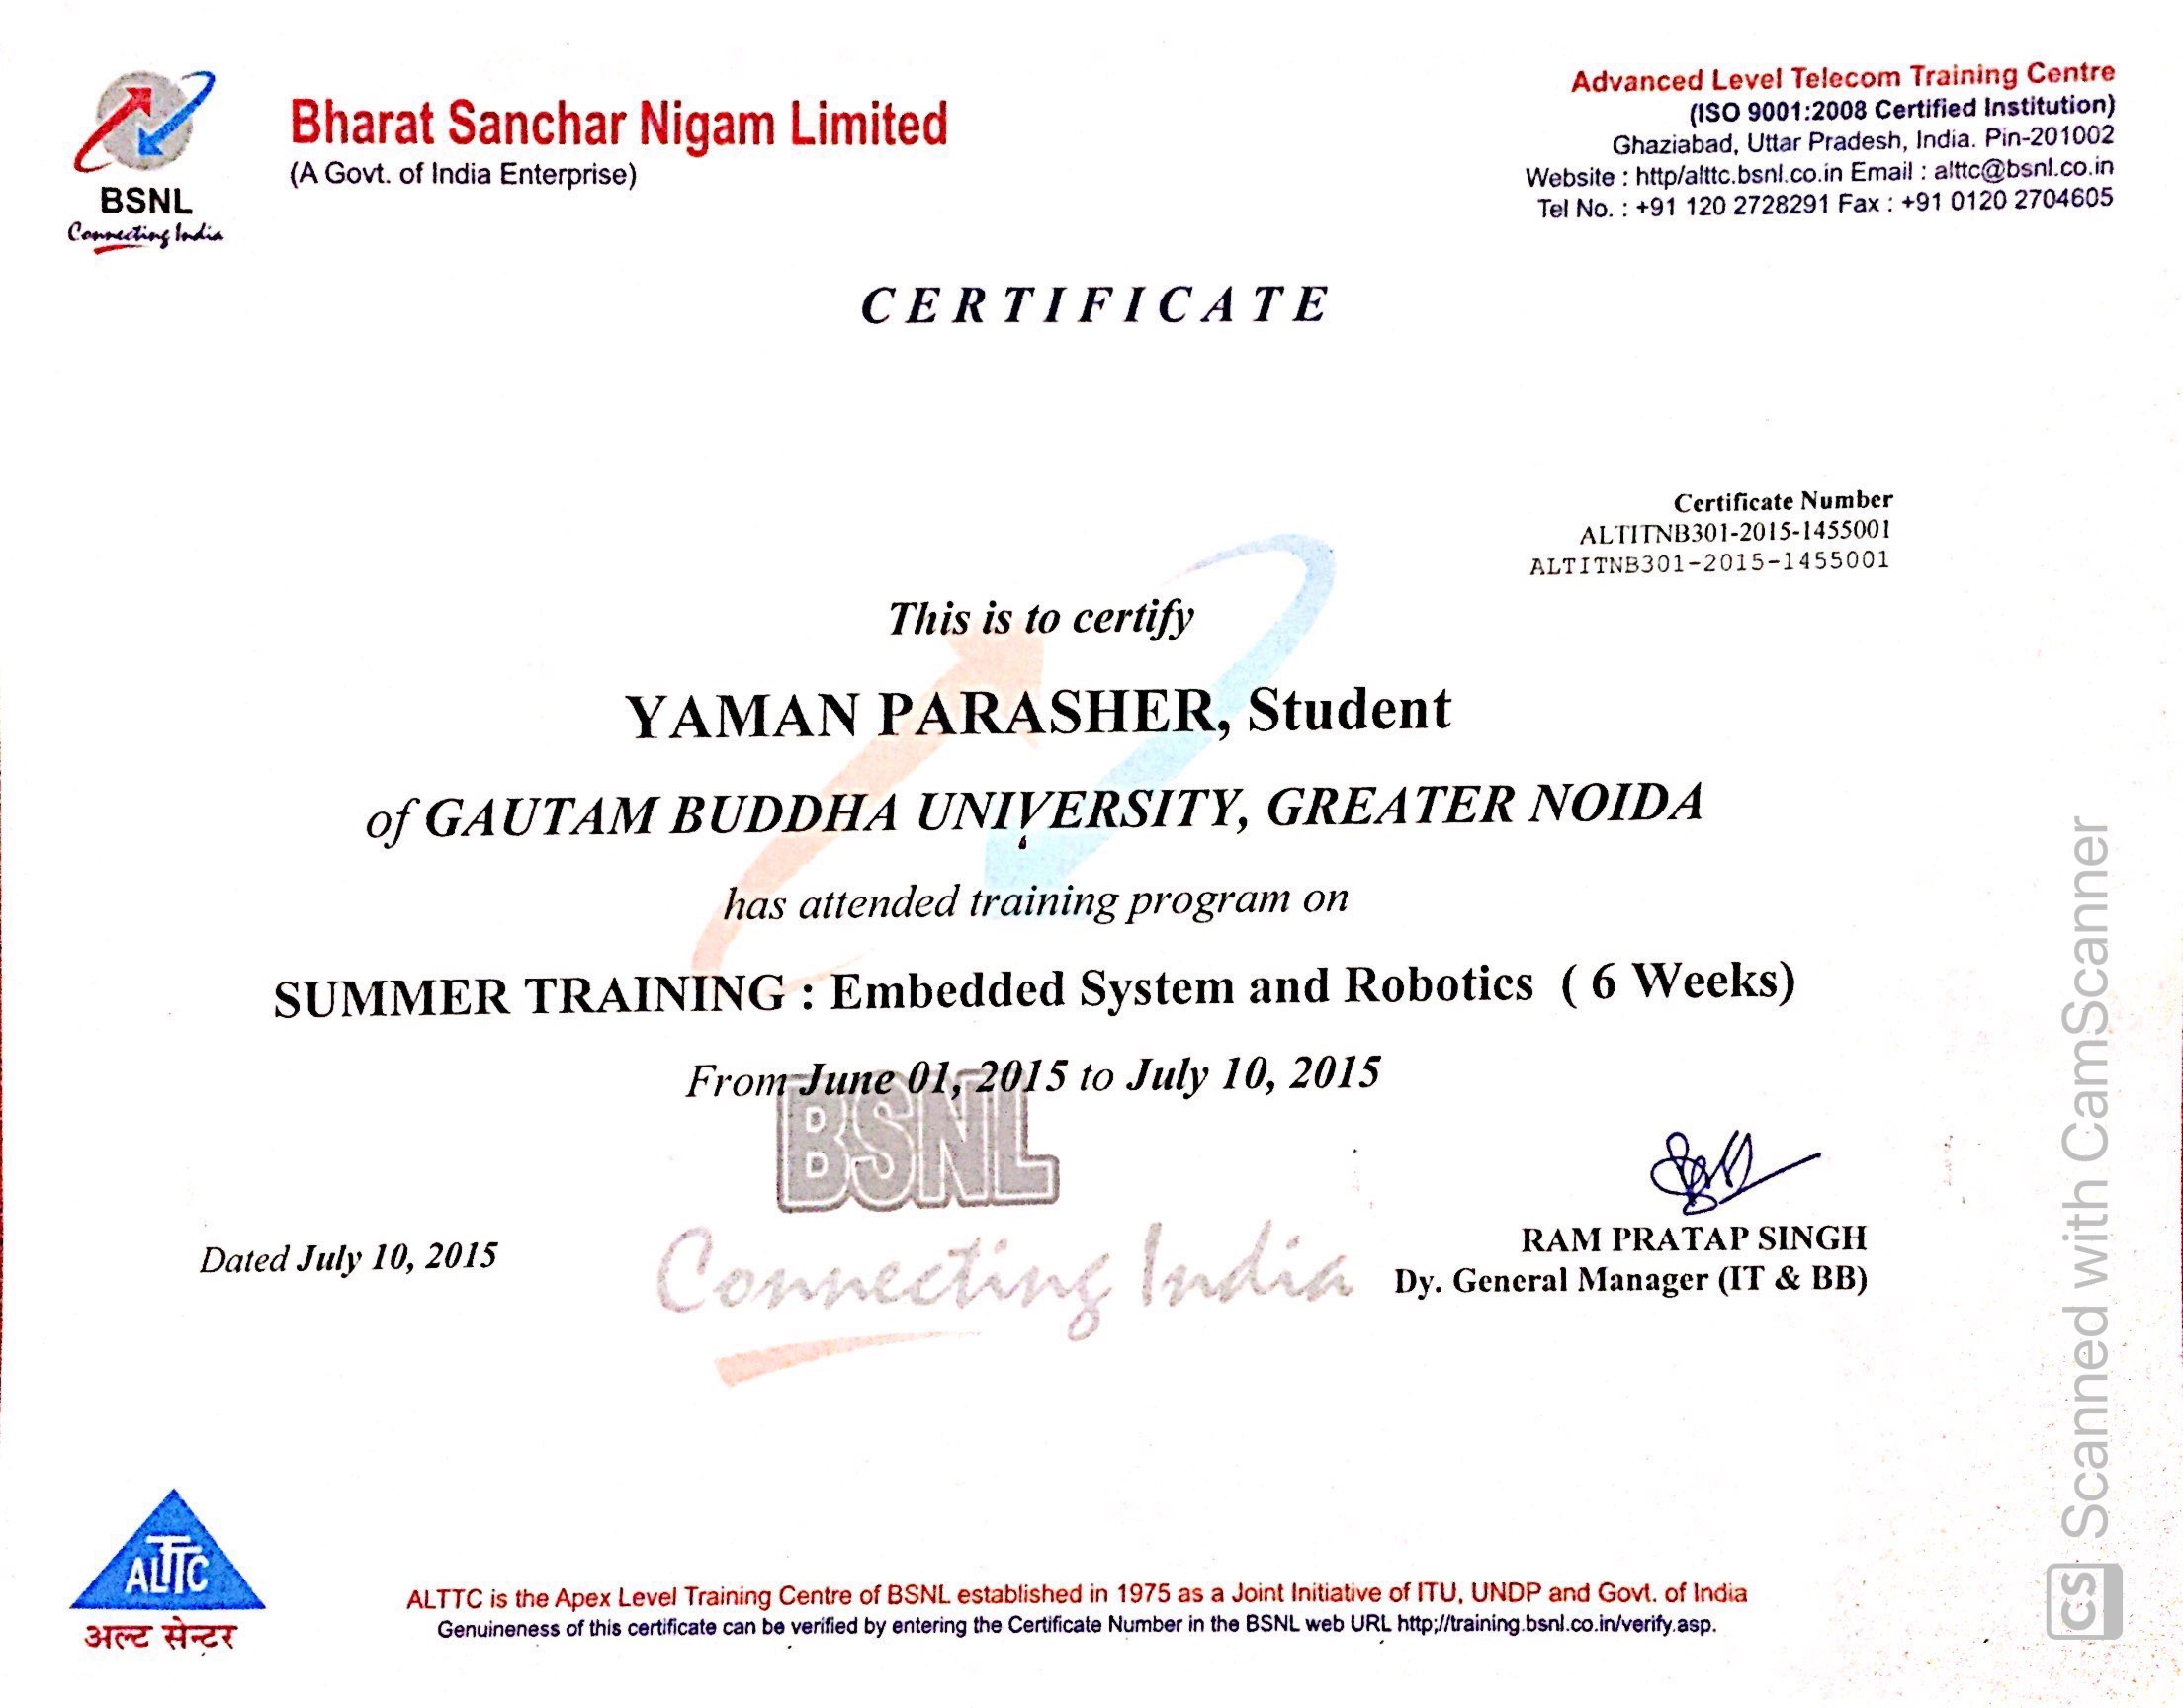 BSNL
Connecting India
Bharat Sanchar Nigam Limited
(A Govt. of India Enterprise)
Advanced Level Telecom Training Centre
(ISO 9001:2008 Certified Institution)
Ghaziabad, Uttar Pradesh, India. Pin-201002
Website : http/alttc.bsnl.co.in Email : alttc@bsnl.co.in
Tel No. : +91 120 2728291 Fax : +91 0120 2704605
CERTIFICATE
Certificate Number
ALTITNB301-2015-1455001
ALTITNB301-2015-1455001
This is to certify
YAMAN PARASHER, Student
of GAUTAM BUDDHA UNIVERSITY, GREATER NOIDA
has attended training program on
SUMMER TRAINING : Embedded System and Robotics ( 6 Weeks)
From June 01, 2015 to July 10, 2015
BSNL
Connecting India
Dated July 10, 2015
RAM PRATAP SINGH
Dy. General Manager (IT & BB)
ALTTC
अल्ट सेन्टर
ALTTC is the Apex Level Training Centre of BSNL established in 1975 as a Joint Initiative of ITU, UNDP and Govt. of India
Genuineness of this certificate can be verified by entering the Certificate Number in the BSNL web URL http;//training.bsnl.co.in/verify.asp.
CS Scanned with CamScanner